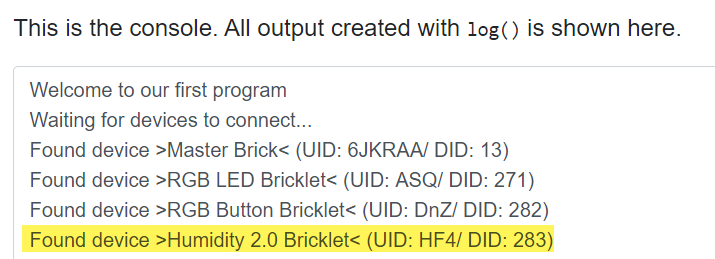 This is the console. All output created with log() is shown here.
Welcome to our first program
Waiting for devices to connect...
Found device >Master Brick< (UID: 6JKRAA/ DID: 13)
Found device >RGB LED Bricklet< (UID: ASQ/ DID: 271)
Found device >RGB Button Bricklet< (UID: DnZ/ DID: 282)
Found device >Humidity 2.0 Bricklet< (UID: HF4/ DID: 283)